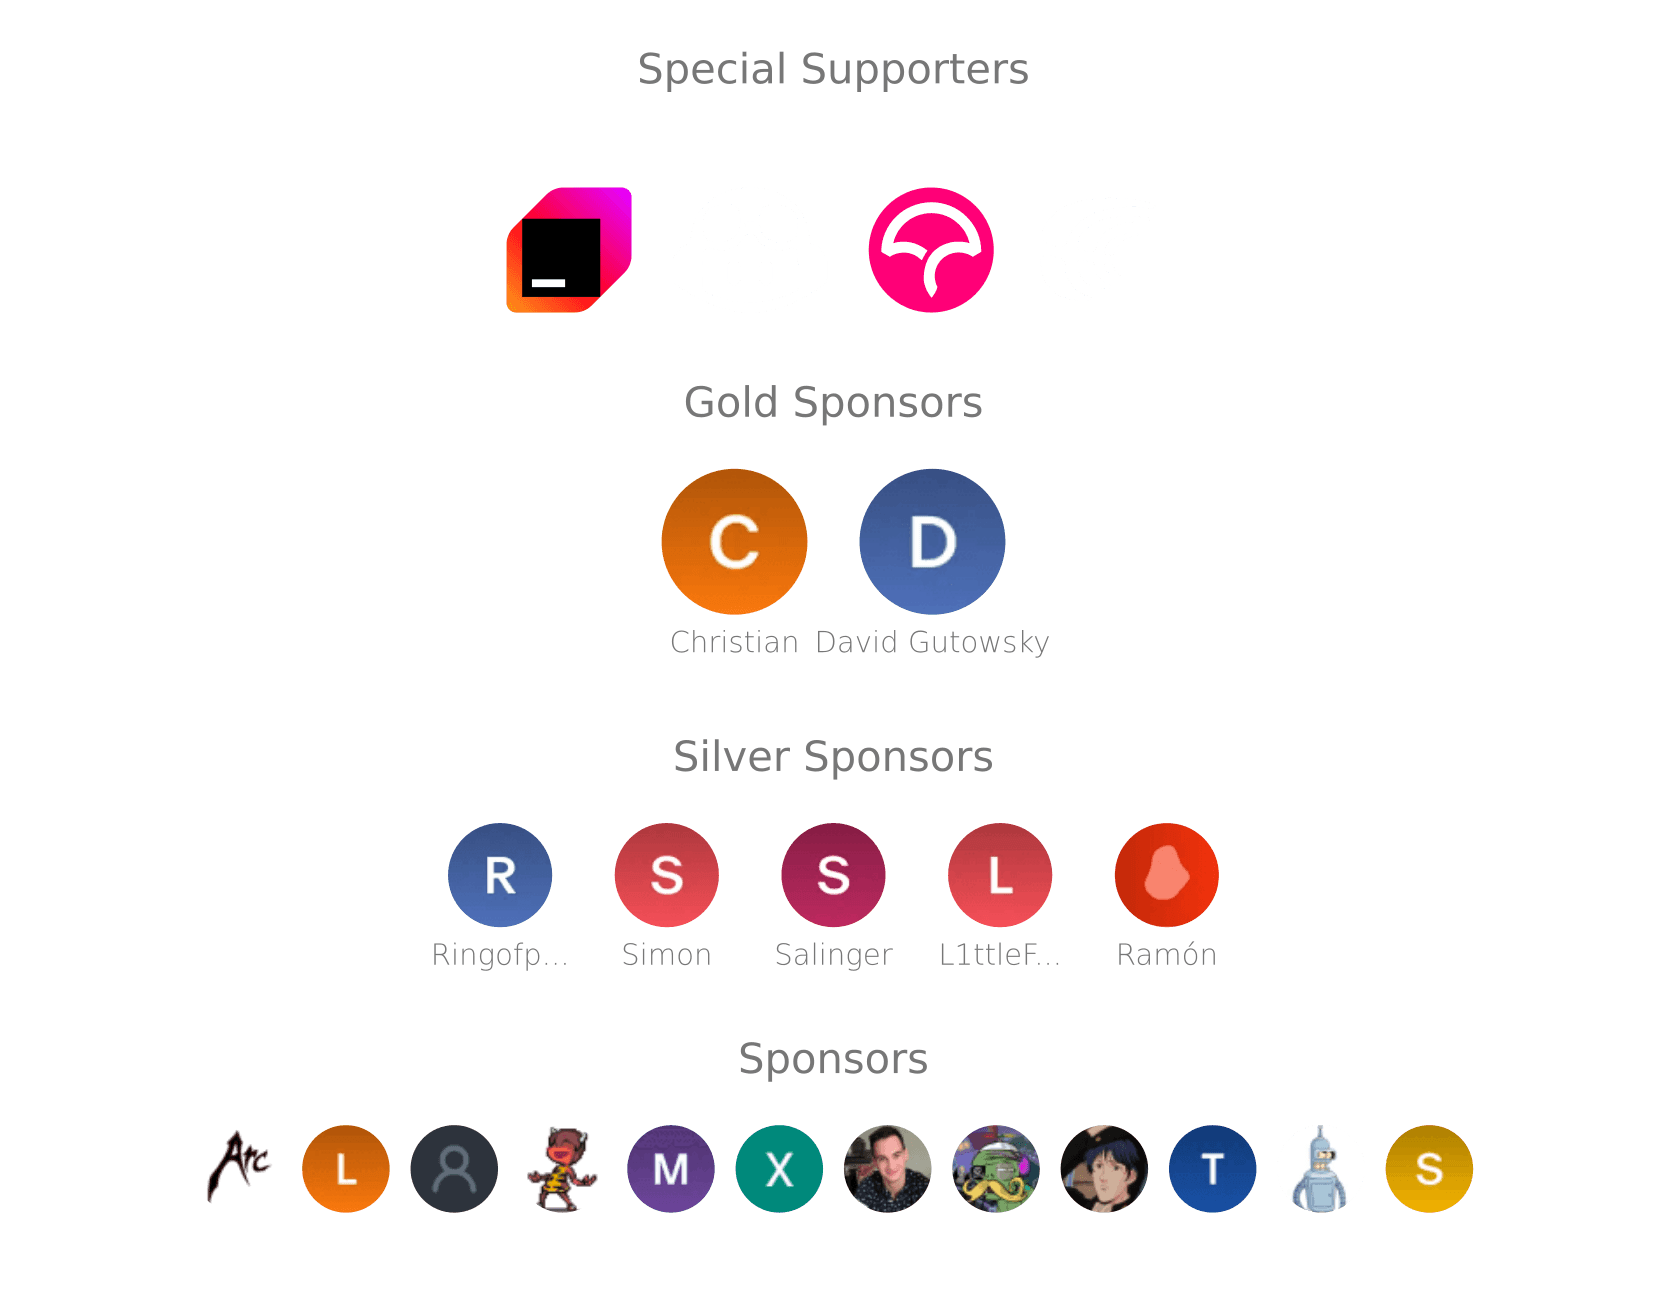 Special Supporters
Gold Sponsors
C D
Christian David Gutowsky
Silver Sponsors
R S S L
Ringofp... Simon Salinger L1ttleF... Ramón
Sponsors
Arc L M X T S